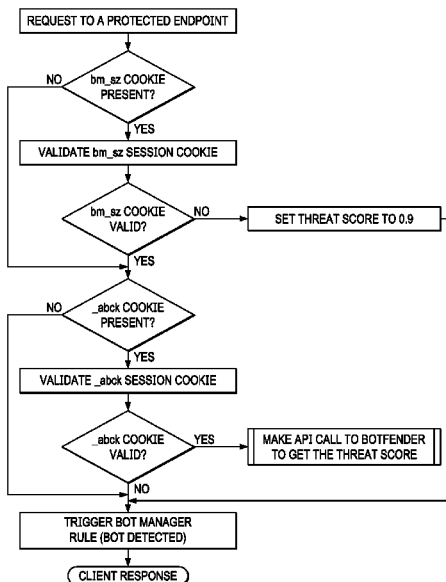 REQUEST TO A PROTECTED ENDPOINT
NO
bm_sz COOKIE
PRESENT?
YES
VALIDATE bm_sz SESSION COOKIE
bm_sz COOKIE
VALID?
NO
SET THREAT SCORE TO 0.9
YES
NO
_abck COOKIE
PRESENT?
YES
VALIDATE _abck SESSION COOKIE
_abck COOKIE
VALID?
YES
MAKE API CALL TO BOTFENDER
TO GET THE THREAT SCORE
NO
TRIGGER BOT MANAGER
RULE (BOT DETECTED)
CLIENT RESPONSE